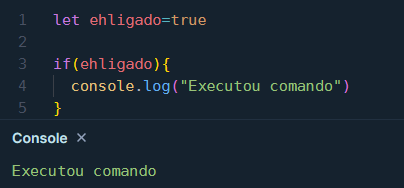 1 let ehligado=true
2
3 if(ehligado){
4 console.log("Executou comando")
5 }
Console ×
Executou comando